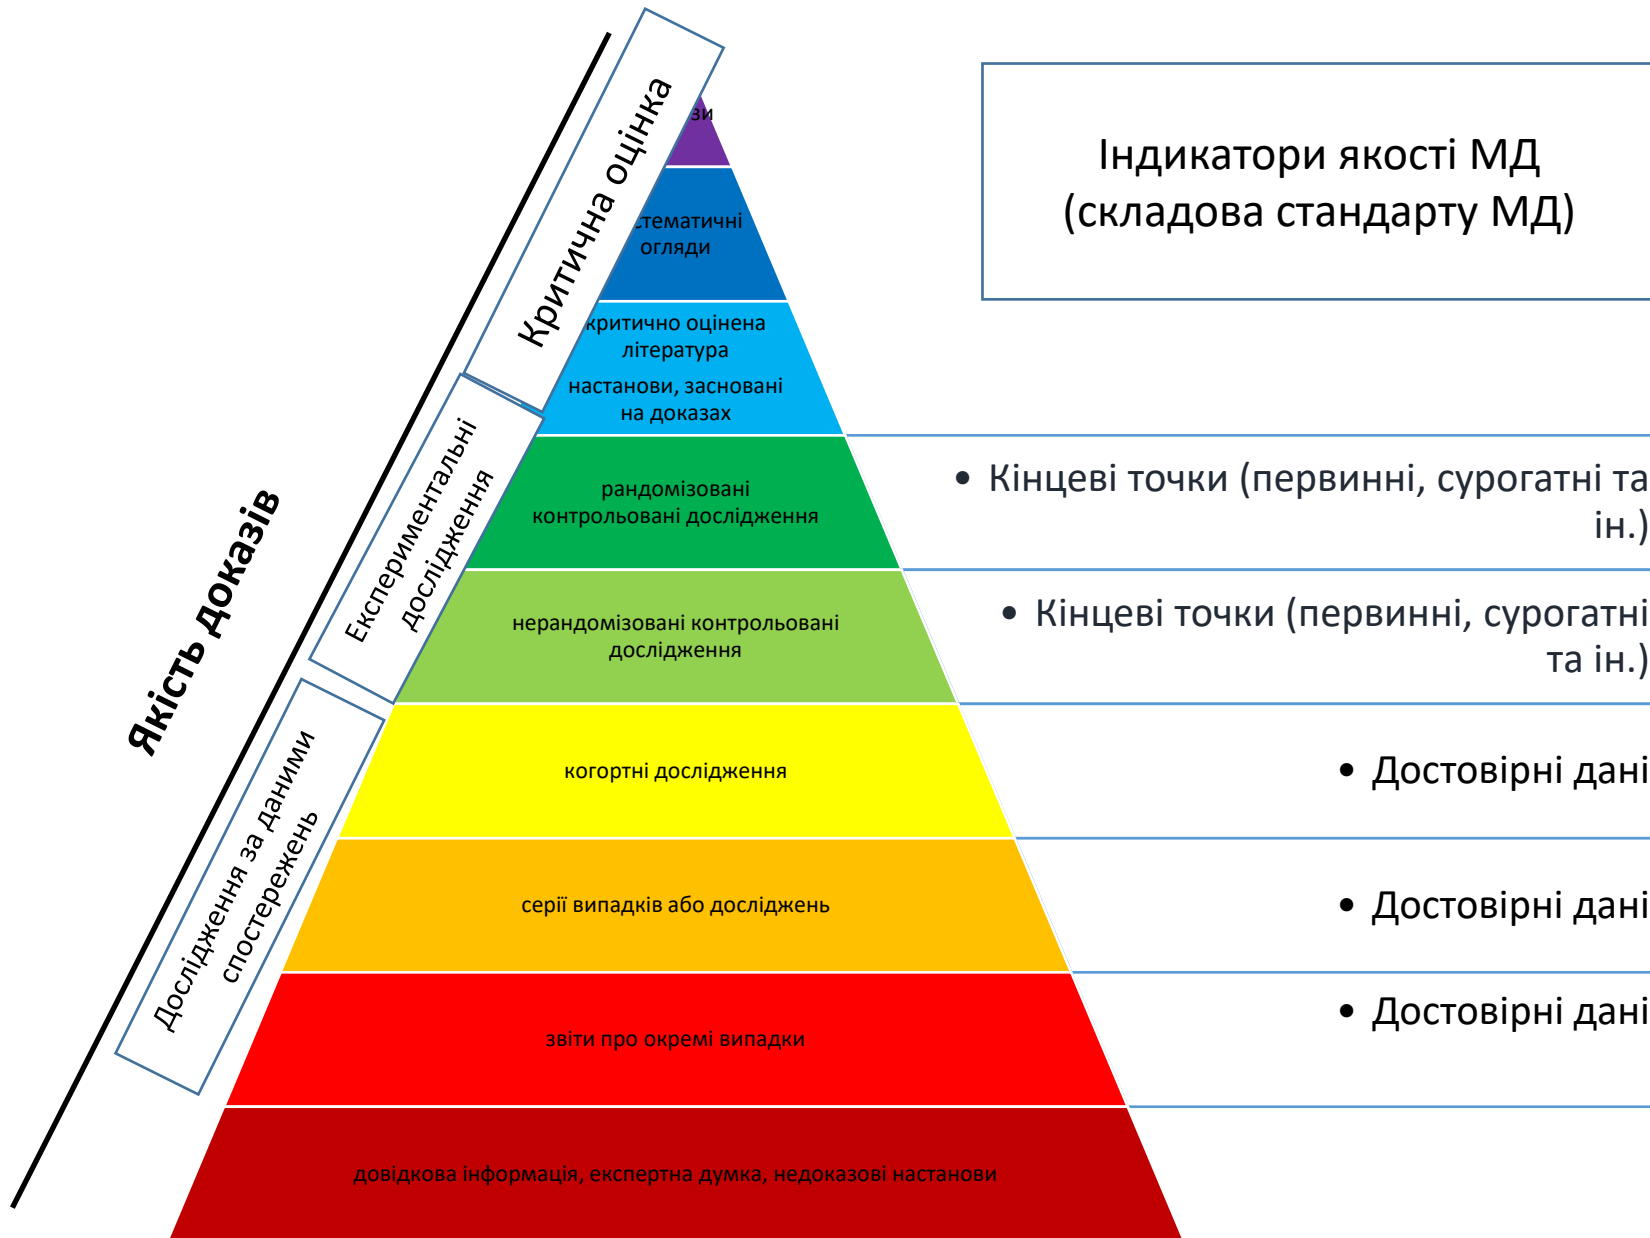 Якість доказів
Критична оцінка
Експериментальні
дослідження
Дослідження за даними
спостережень
огляди
критично оцінена
література
настанови, засновані
на доказах
рандомізовані
контрольовані дослідження
нерандомізовані контрольовані
дослідження
когортні дослідження
серії випадків або досліджень
звіти про окремі випадки
довідкова інформація, експертна думка, недоказові настанови
Індикатори якості МД
(складова стандарту МД)
• Кінцеві точки (первинні, сурогатні та
ін.)
• Кінцеві точки (первинні, сурогатні
та ін.)
• Достовірні дані
• Достовірні дані
• Достовірні дані